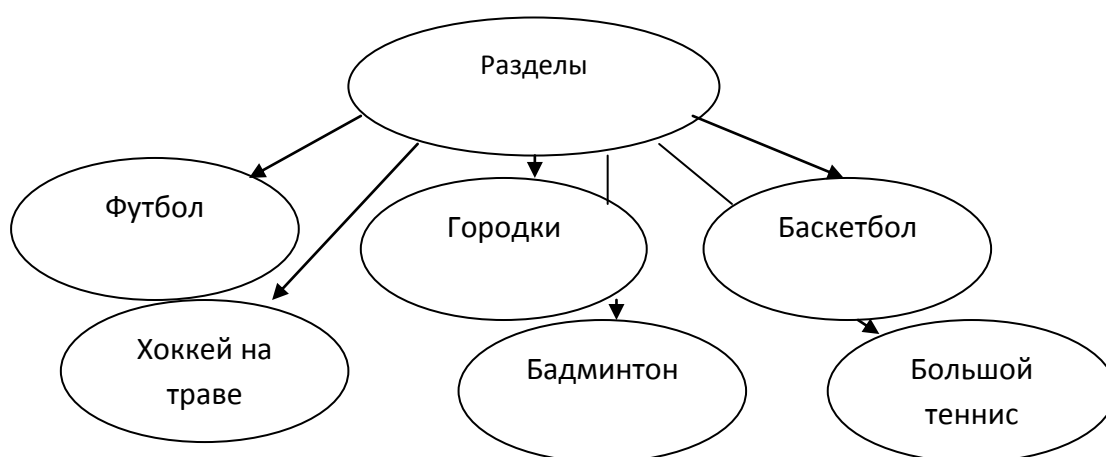 Разделы
Футбол
Городки
Баскетбол
Хоккей на
траве
Бадминтон
Большой
теннис